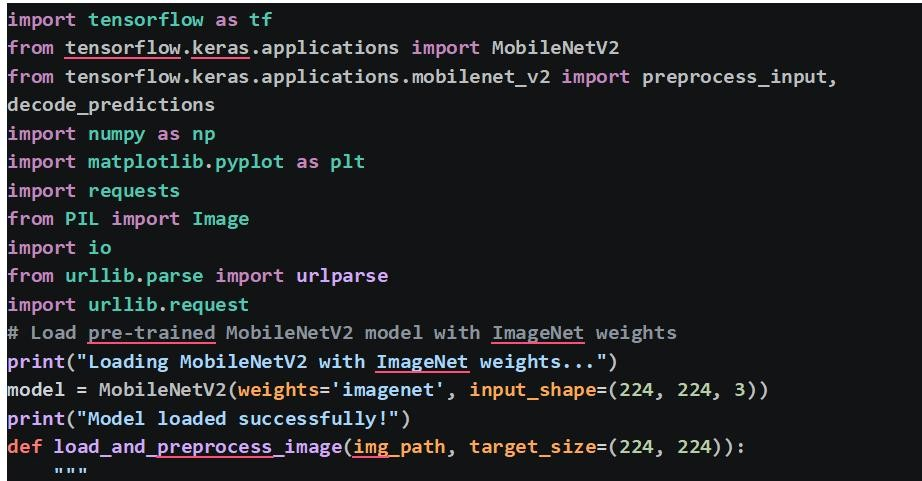 import tensorflow as tf
from tensorflow.keras.applications import MobileNetV2
from tensorflow.keras.applications.mobilenet_v2 import preprocess_input,
decode_predictions
import numpy as np
import matplotlib.pyplot as plt
import requests
from PIL import Image
import io
from urllib.parse import urlparse
import urllib.request
# Load pre-trained MobileNetV2 model with ImageNet weights
print("Loading MobileNetV2 with ImageNet weights...")
model = MobileNetV2(weights='imagenet', input_shape=(224, 224, 3))
print("Model loaded successfully!")
def load_and_preprocess_image(img_path, target_size=(224, 224)):
    """